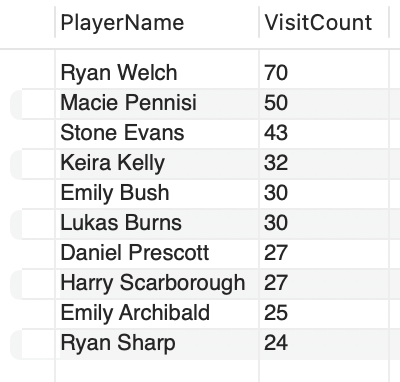 PlayerName VisitCount
Ryan Welch 70
Macie Pennisi 50
Stone Evans 43
Keira Kelly 32
Emily Bush 30
Lukas Burns 30
Daniel Prescott 27
Harry Scarborough 27
Emily Archibald 25
Ryan Sharp 24